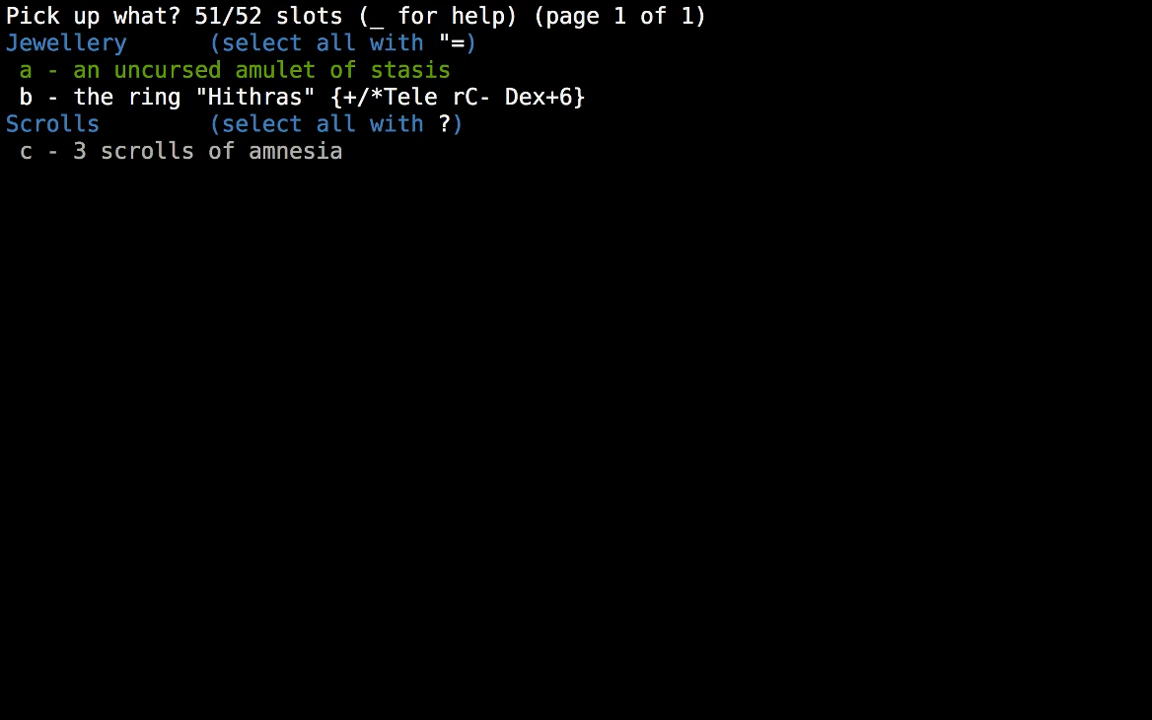 Pick up what? 51/52 slots (_ for help) (page 1 of 1)
Jewellery (select all with "=)
a - an uncursed amulet of stasis
b - the ring "Hithras" {+/*Tele rC- Dex+6}
Scrolls (select all with ?)
c - 3 scrolls of amnesia